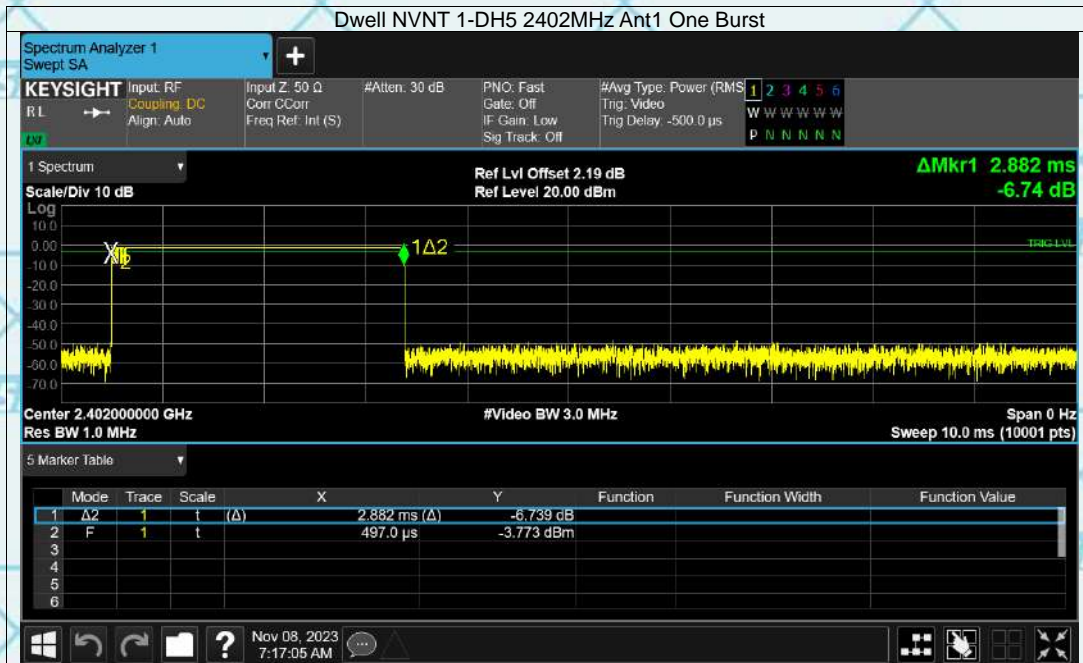 Dwell NVNT 1-DH5 2402MHz Ant1 One Burst
Spectrum Analyzer 1
Swept SA
+
KEYSIGHT Input: RF Input Z: 50 Ω #Atten: 30 dB PNO: Fast #Avg Type: Power (RMS 1 2 3 4 5 6
RL Coupling: DC Corr CCorr Gate: Off Trig: Video W W W W W W
Align: Auto Freq Ref: Int (S) IF Gain: Low Trig Delay: -500.0 µs
LXI Sig Track: Off P N N N N N
1 Spectrum Ref Lvl Offset 2.19 dB ΔMkr1 2.882 ms
Scale/Div 10 dB Ref Level 20.00 dBm -6.74 dB
Log
10.0
0.00 1Δ2 TRIG LVL
X 2
-10.0
-20.0
-30.0
-40.0
-50.0
-60.0
-70.0
Center 2.402000000 GHz #Video BW 3.0 MHz Span 0 Hz
Res BW 1.0 MHz Sweep 10.0 ms (10001 pts)
5 Marker Table
Mode Trace Scale X Y Function Function Width Function Value
1 Δ2 1 t (Δ) 2.882 ms (Δ) -6.739 dB
2 F 1 t 497.0 µs -3.773 dBm
3
4
5
6
? Nov 08, 2023
7:17:05 AM